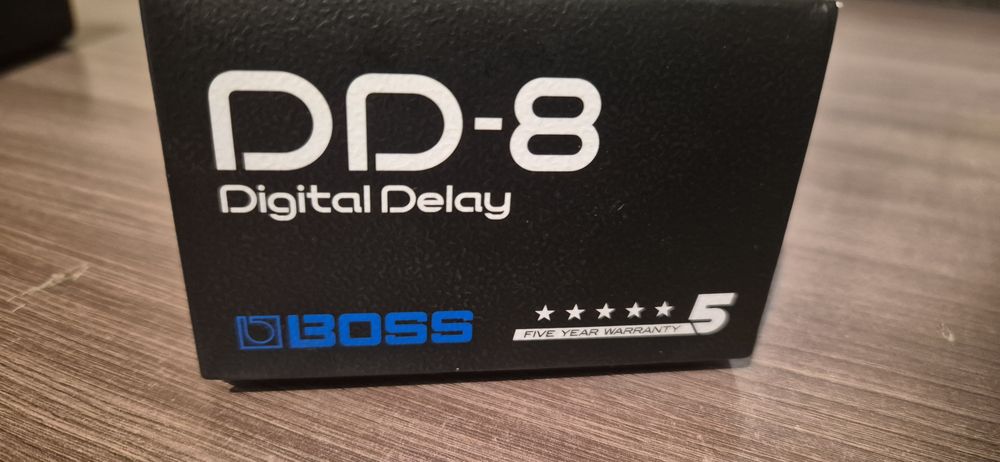 DD-8
Digital Delay
BOSS
FIVE YEAR WARRANTY 5